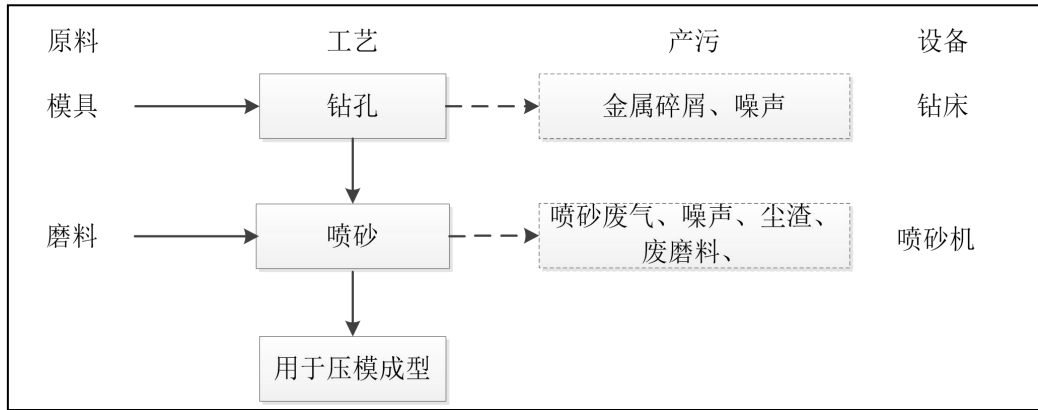 原料 工艺 产污 设备
模具 钻孔 金属碎屑、噪声 钻床
磨料 喷砂 喷砂废气、噪声、尘渣、 喷砂机
废磨料、
用于压模成型